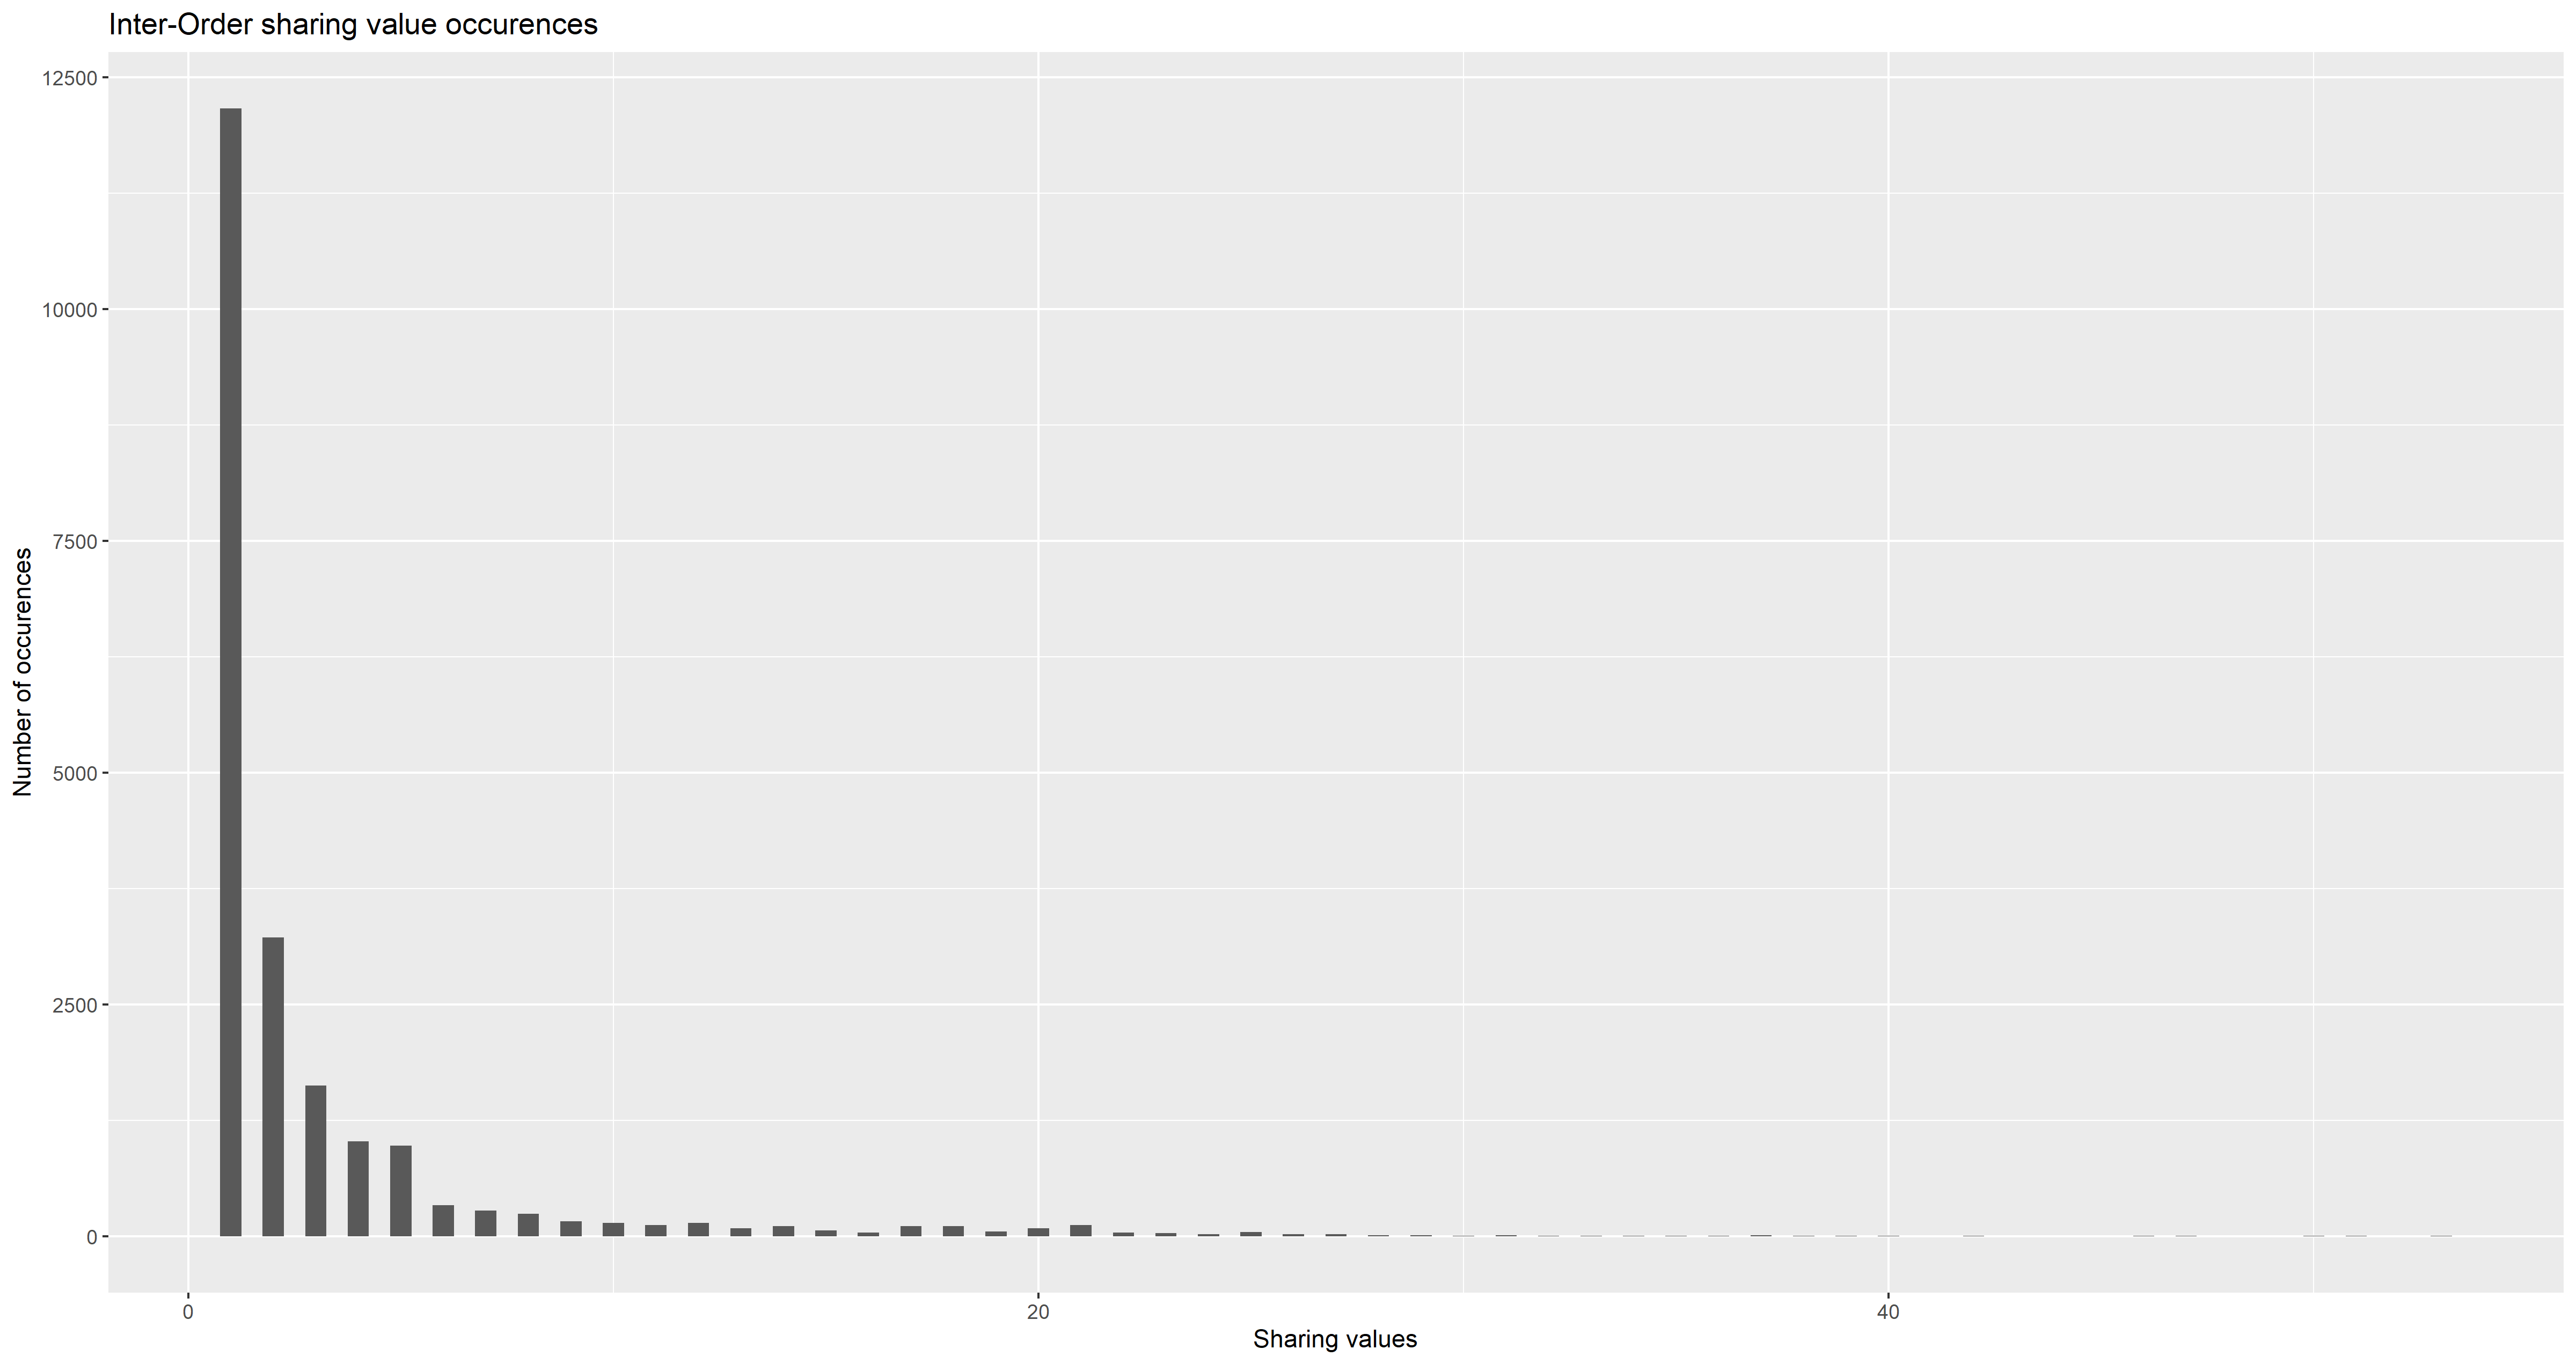 Inter-Order sharing value occurences
12500
10000
7500
5000
2500
0
Number of occurences
0 20 40
Sharing values